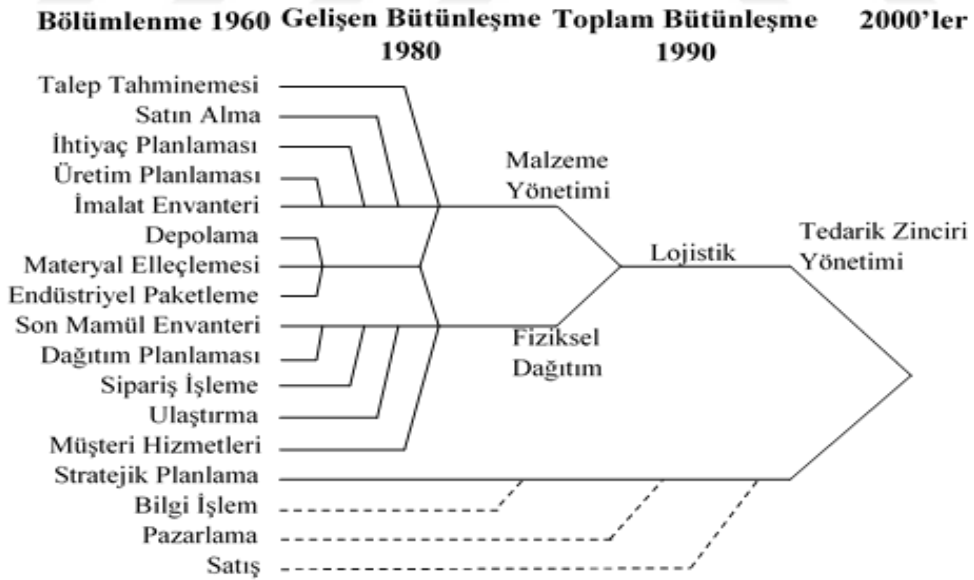 Bölümlenme 1960 Gelişen Bütünleşme Toplam Bütünleşme 2000’ler
1980 1990
Talep Tahminemesi
Satın Alma
İhtiyaç Planlaması
Üretim Planlaması
İmalat Envanteri
Depolama
Materyal Elleçlemesi
Endüstriyel Paketleme
Son Mamül Envanteri
Dağıtım Planlaması
Sipariş İşleme
Ulaştırma
Müşteri Hizmetleri
Stratejik Planlama
Bilgi İşlem
Pazarlama
Satış
Malzeme
Yönetimi
Fiziksel
Dağıtım
Lojistik
Tedarik Zinciri
Yönetimi